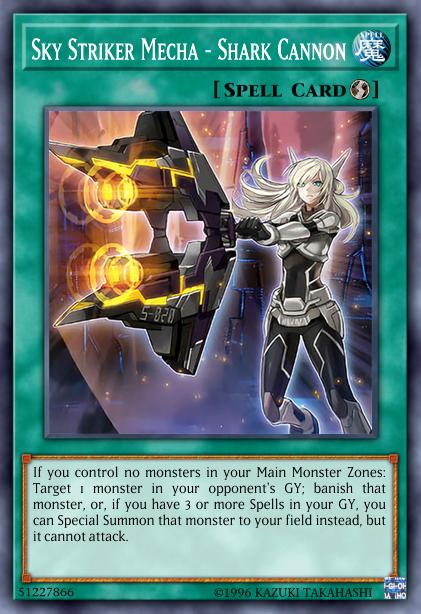 Sky Striker Mecha - Shark Cannon
SPELL
魔
[Spell Card]
S-020
If you control no monsters in your Main Monster Zones:
Target 1 monster in your opponent's GY; banish that
monster, or, if you have 3 or more Spells in your GY, you
can Special Summon that monster to your field instead, but
it cannot attack.
51227866
©1996 KAZUKI TAKAHASHI